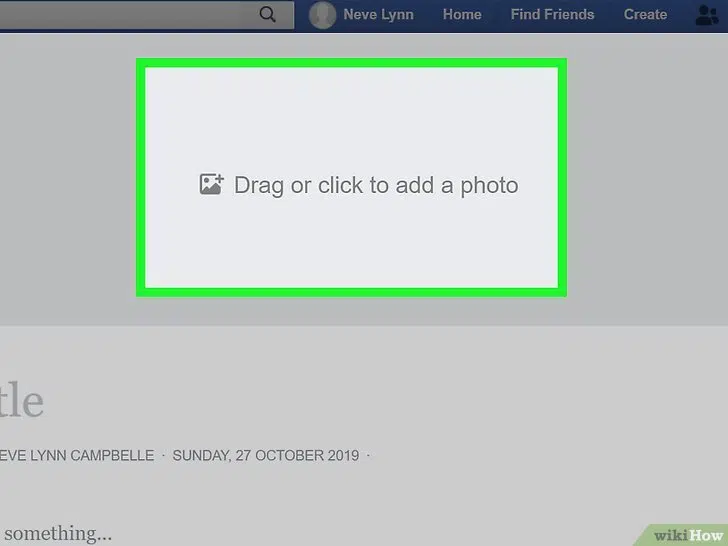 Neve Lynn Home Find Friends Create
Drag or click to add a photo
tle
EVE LYNN CAMPBELLE · SUNDAY, 27 OCTOBER 2019 ·
something...
wikiHow